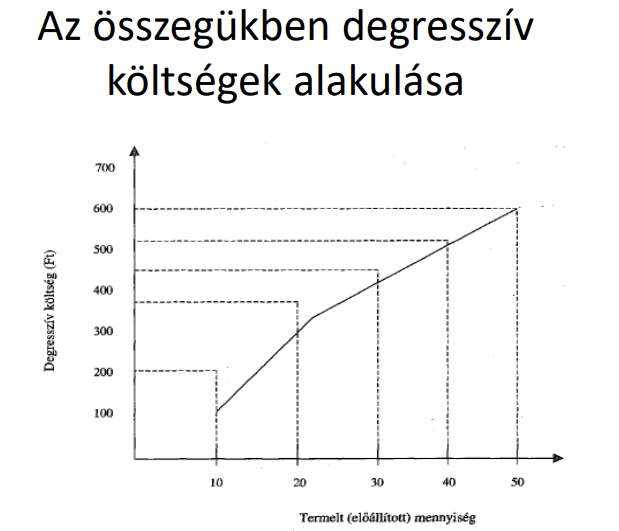 Az összegükben degresszív
költségek alakulása
Degresszív költség (Ft)
700
600
500
400
300
200
100
10 20 30 40 50
Termelt (előállított) mennyiség